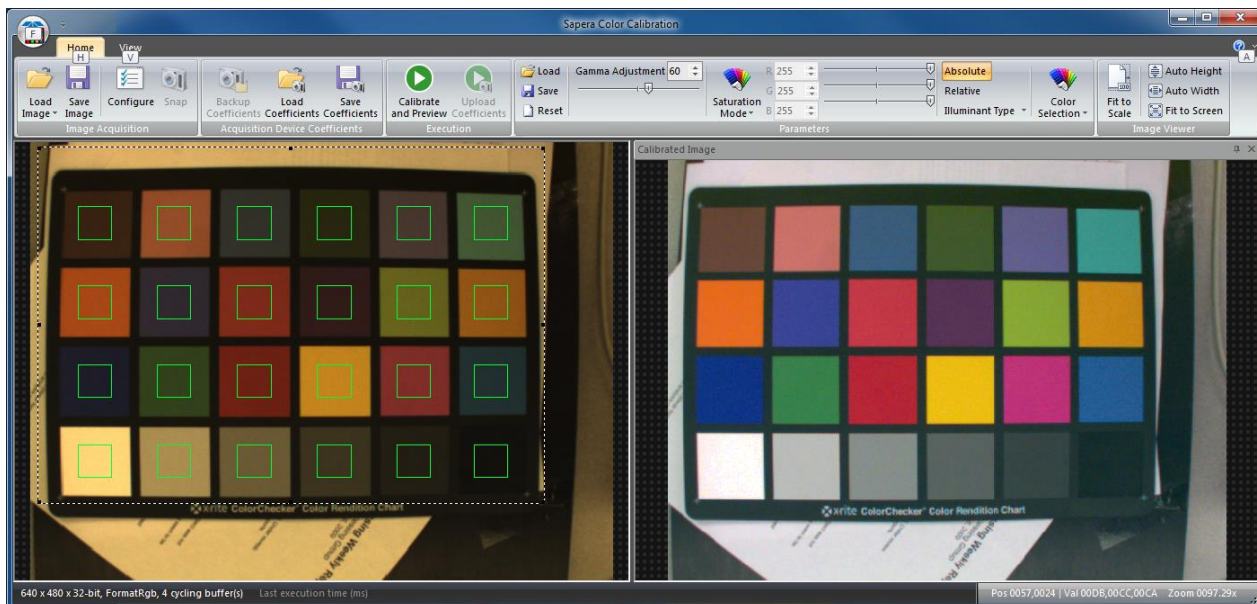 Sapera Color Calibration
F
Home View
H V A
Load Image
Save Image
Configure
Snap
Image Acquisition
Backup Coefficients
Load Coefficients
Save Coefficients
Acquisition Device Coefficients
Calibrate and Preview
Upload Coefficients
Execution
Load
Save
Reset
Gamma Adjustment 60
Saturation Mode
R 255
G 255
B 255
Absolute
Relative
Illuminant Type
Color Selection
Parameters
Fit to Scale
Auto Height
Auto Width
Fit to Screen
Image Viewer
Calibrated Image
xrite ColorChecker Color Rendition Chart
xrite ColorChecker Color Rendition Chart
640 x 480 x 32-bit, FormatRgb, 4 cycling buffer(s) Last execution time (ms)
Pos 0057,0024 | Val 00DB,00CC,00CA Zoom 0097.29x